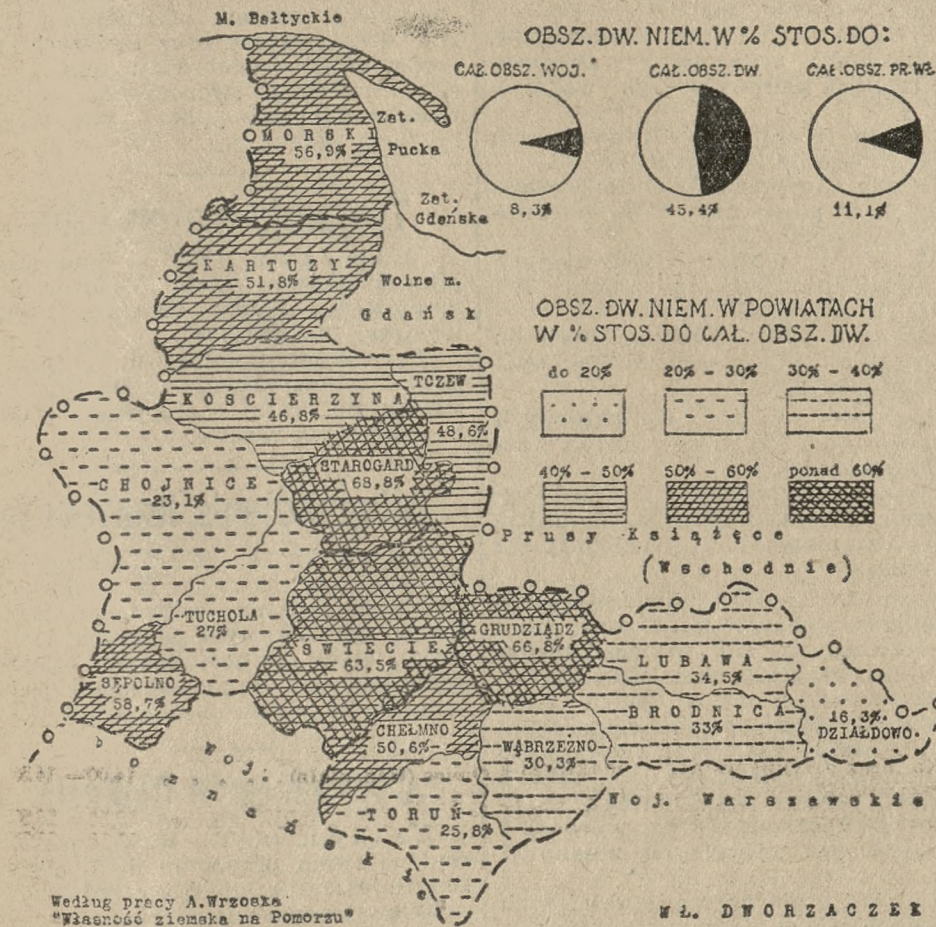 M. Bałtyckie
OBSZ. DW. NIEM. W % STOS. DO:
CAŁ. OBSZ. WOJ.
CAŁ. OBSZ. DW.
CAŁ. OBSZ. PR. WŁ.
8,3%
45,4%
11,1%
Zat.
Pucka
Zat.
Gdańska
MORSKI
56,9%
KARTUZY
51,8%
Wolne m.
Gdańsk
OBSZ. DW. NIEM. W POWIATACH
W % STOS. DO CAŁ. OBSZ. DW.
do 20%
20% - 30%
30% - 40%
40% - 50%
50% - 60%
ponad 60%
KOŚCIERZYNA
46,8%
TCZEW
48,6%
STAROGARD
68,8%
CHOJNICE
23,1%
Prusy Książęce
(Wschodnie)
TUCHOLA
27%
ŚWIECIE
63,5%
GRUDZIĄDZ
66,8%
SĘPOLNO
58,7%
LUBAWA
34,5%
BRODNICA
33%
16,3%
DZIAŁDOWO
CHEŁMNO
50,6%
WĄBRZEŹNO
30,3%
TORUŃ
25,8%
Woj.
Woj. Warszawskie
Według pracy A. Wrzoska
"Własność ziemska na Pomorzu"
WŁ. DWORZACZEK